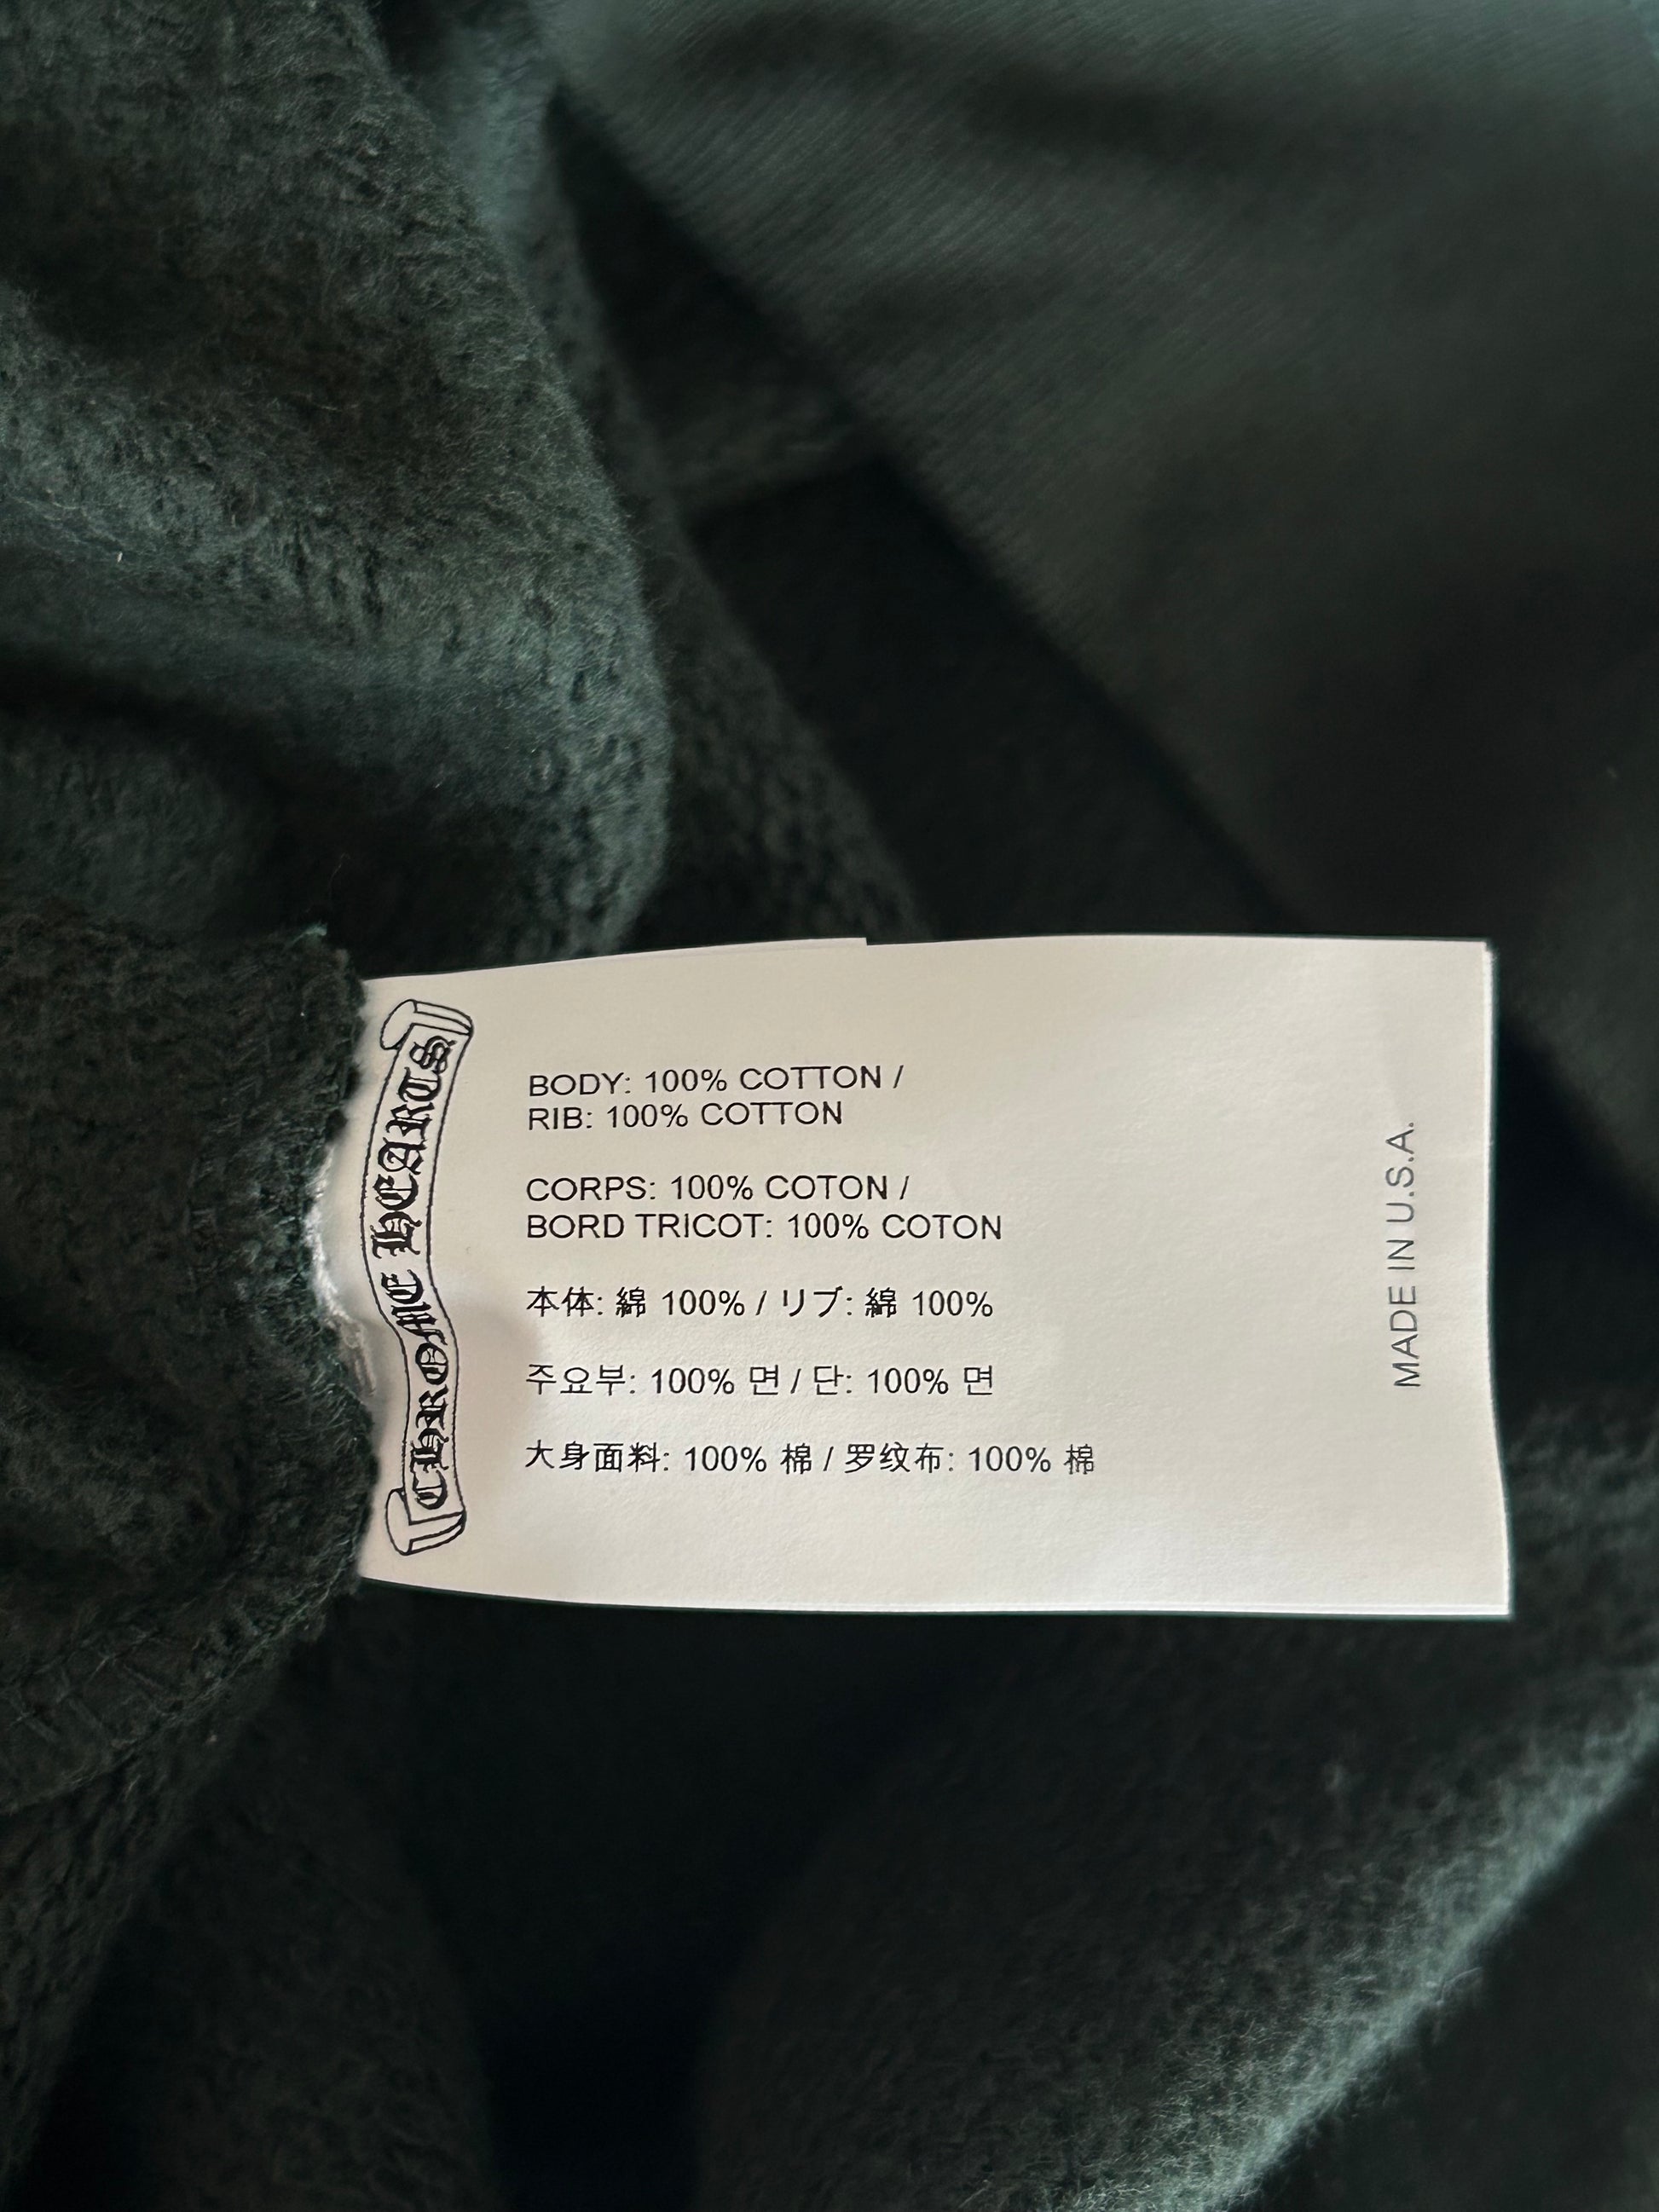 CHROME HEARTS
BODY: 100% COTTON /
RIB: 100% COTTON
CORPS: 100% COTON /
BORD TRICOT: 100% COTON
本体: 綿 100% / リブ: 綿 100%
주요부: 100% 면 / 단: 100% 면
大身面料: 100% 棉 / 罗纹布: 100% 棉
MADE IN U.S.A.